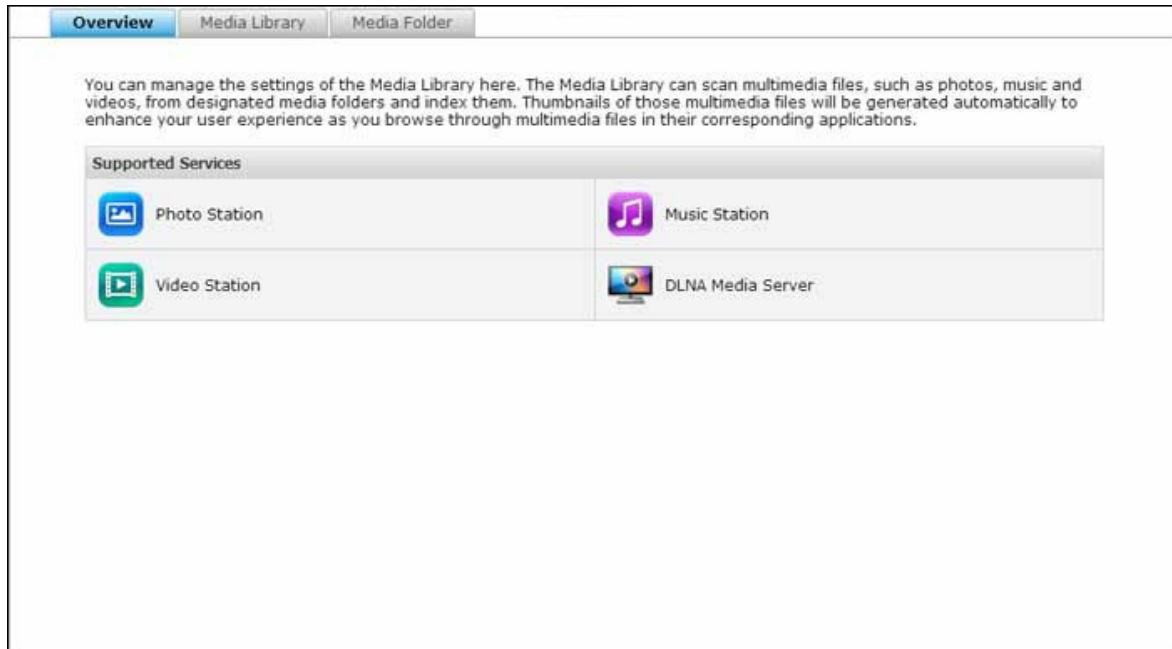 Overview
Media Library
Media Folder
You can manage the settings of the Media Library here. The Media Library can scan multimedia files, such as photos, music and
videos, from designated media folders and index them. Thumbnails of those multimedia files will be generated automatically to
enhance your user experience as you browse through multimedia files in their corresponding applications.
Supported Services
Photo Station
Music Station
Video Station
DLNA Media Server